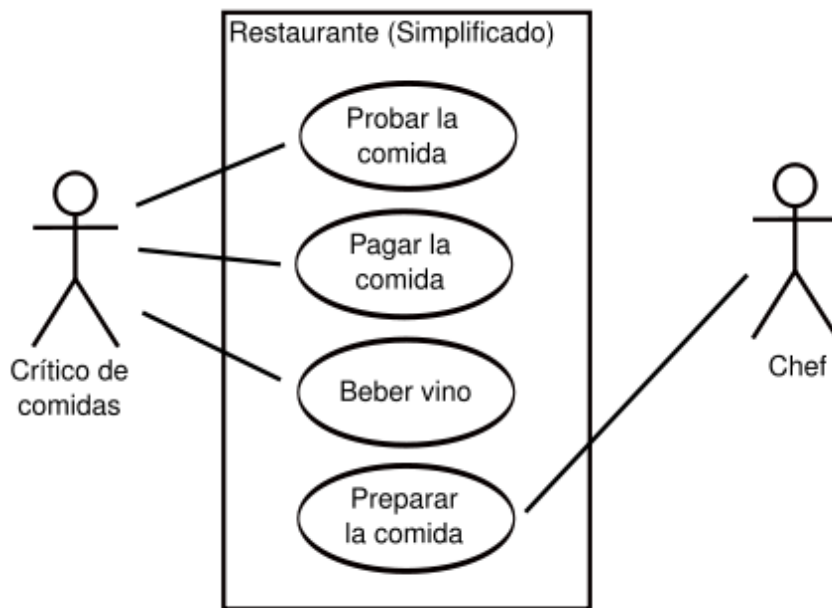 Restaurante (Simplificado)
Probar la
comida
Pagar la
comida
Beber vino
Preparar
la comida
Crítico de
comidas
Chef